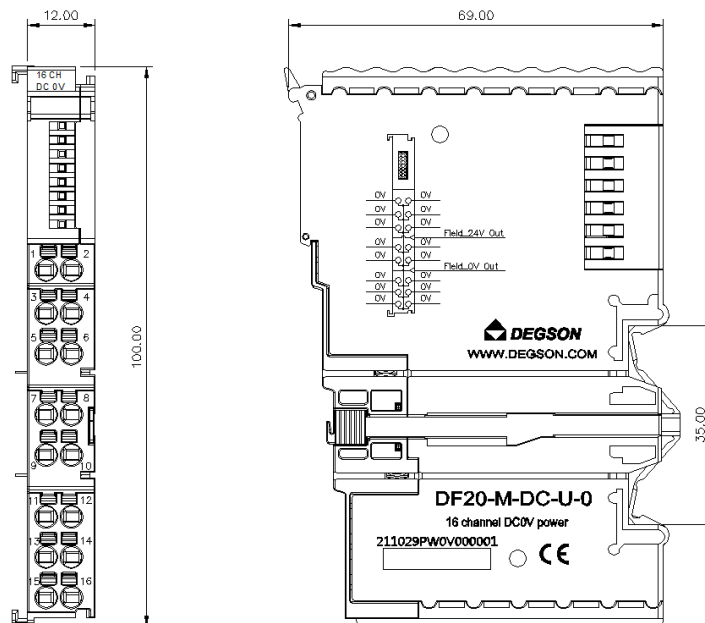 12.00
69.00
16 CH
DC 0V
0V 0V
0V 0V
0V 0V
Field_24V Out
0V 0V
0V 0V
Field_0V Out
0V 0V
0V 0V
0V 0V
1 2
3 4
5 6
7 8
9 10
11 12
13 14
15 16
100.00
35.00
DEGSON
WWW.DEGSON.COM
DF20-M-DC-U-0
16 channel DC0V power
211029PW0V000001
CE